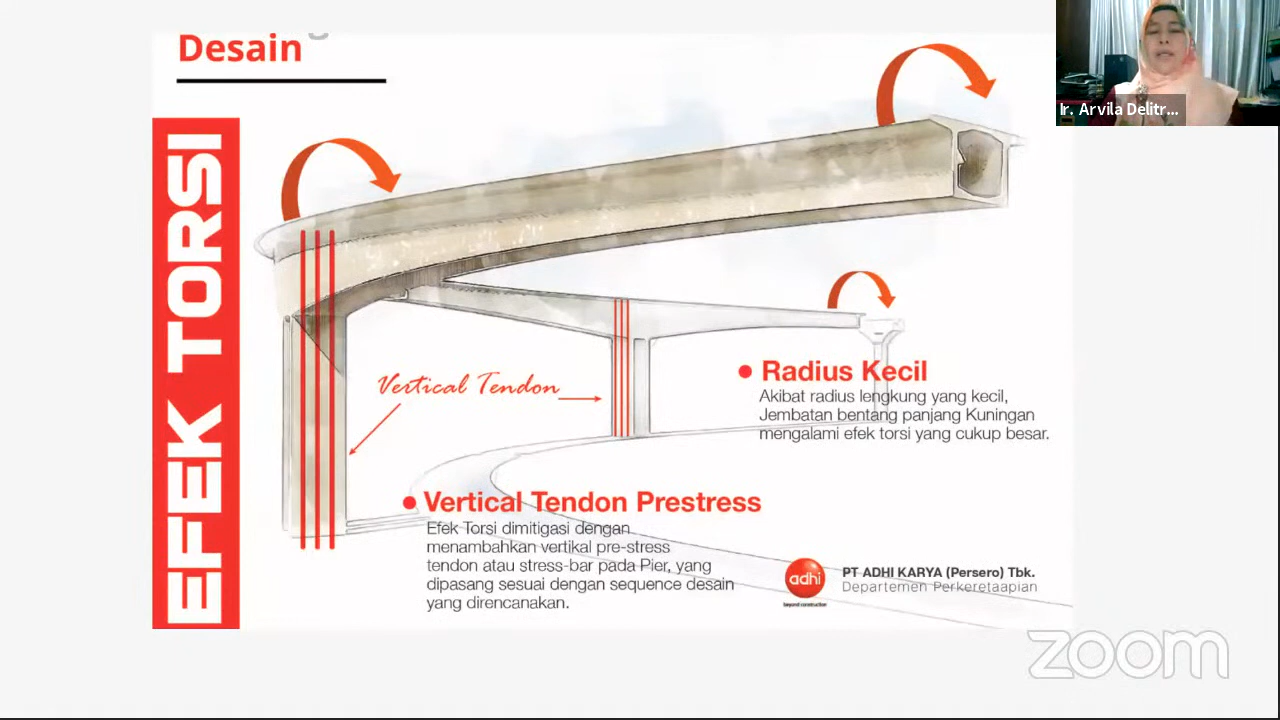 Desain
Ir. Arvila Delitr...
EFEK TORSI
Vertical Tendon
Radius Kecil
Akibat radius lengkung yang kecil,
Jembatan bentang panjang Kuningan
mengalami efek torsi yang cukup besar.
Vertical Tendon Prestress
Efek Torsi dimitigasi dengan
menambahkan vertikal pre-stress
tendon atau stress-bar pada Pier, yang
dipasang sesuai dengan sequence desain
yang direncanakan.
adhi
beyond construction
PT ADHI KARYA (Persero) Tbk.
Departemen Perkeretaapian
zoom